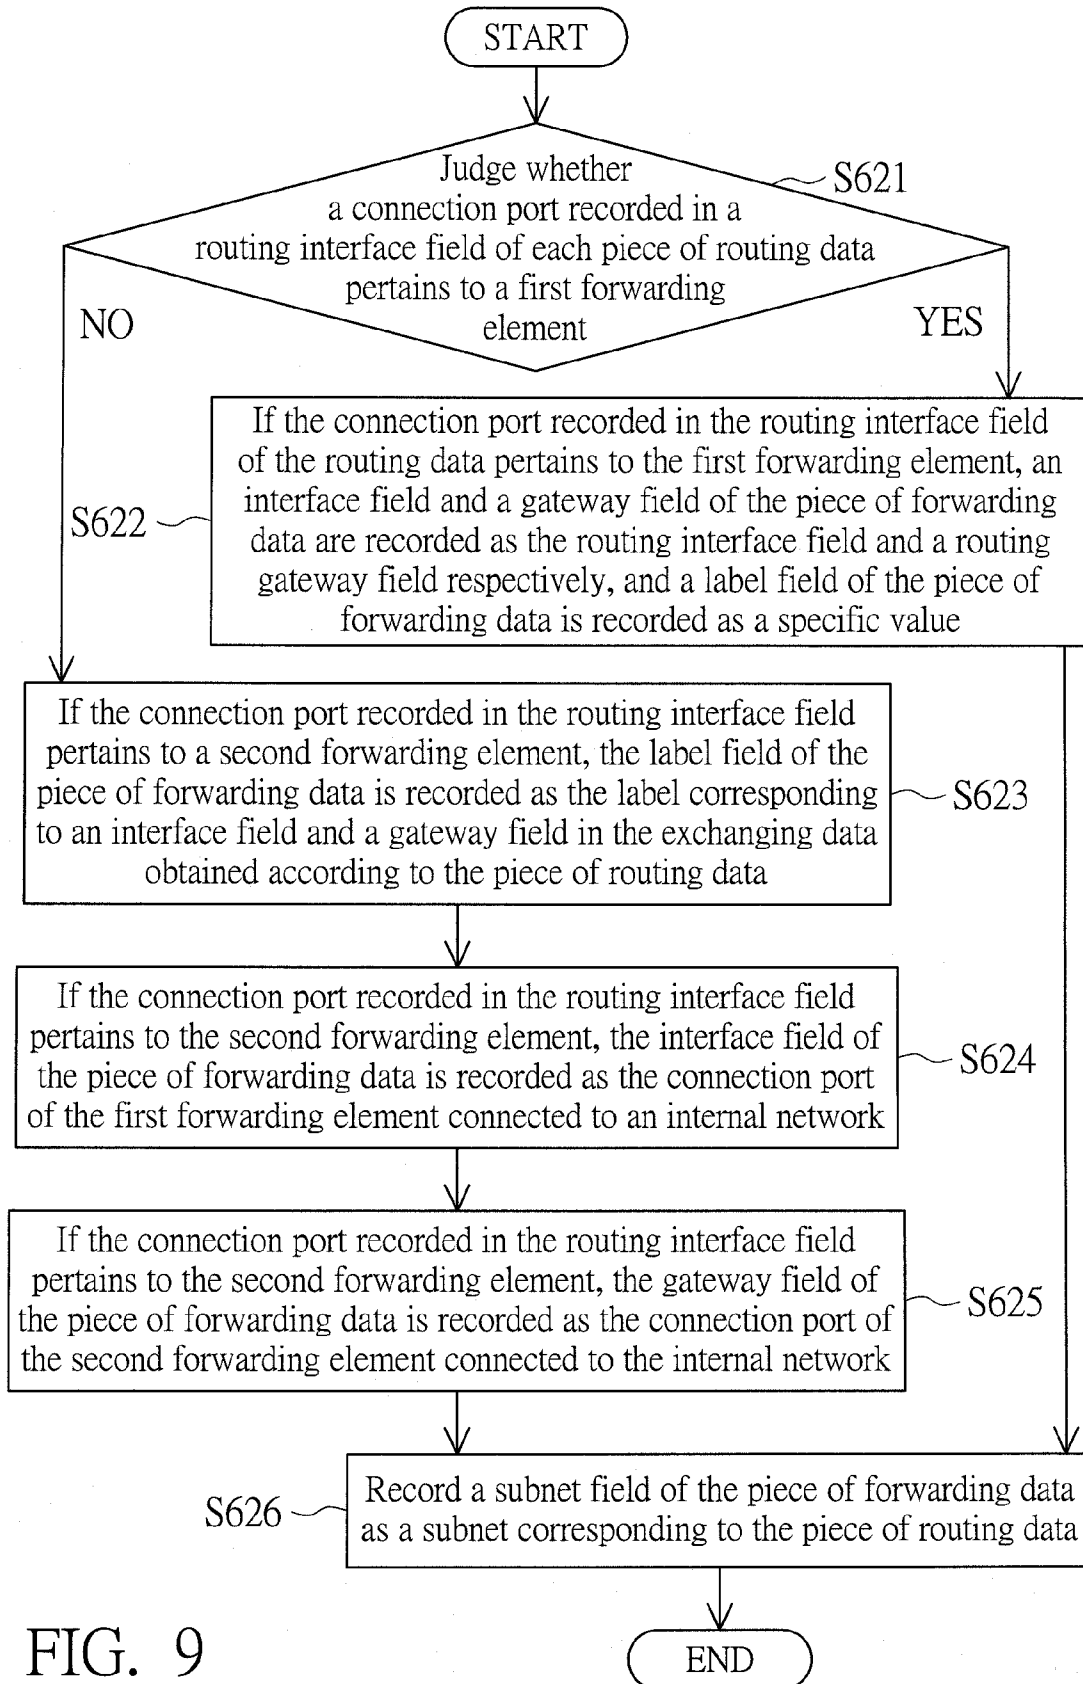 START
Judge whether
a connection port recorded in a
routing interface field of each piece of routing data
pertains to a first forwarding
element
S621
NO
YES
If the connection port recorded in the routing interface field
of the routing data pertains to the first forwarding element, an
interface field and a gateway field of the piece of forwarding
data are recorded as the routing interface field and a routing
gateway field respectively, and a label field of the piece of
forwarding data is recorded as a specific value
S622
If the connection port recorded in the routing interface field
pertains to a second forwarding element, the label field of the
piece of forwarding data is recorded as the label corresponding
to an interface field and a gateway field in the exchanging data
obtained according to the piece of routing data
S623
If the connection port recorded in the routing interface field
pertains to the second forwarding element, the interface field of
the piece of forwarding data is recorded as the connection port
of the first forwarding element connected to an internal network
S624
If the connection port recorded in the routing interface field
pertains to the second forwarding element, the gateway field of
the piece of forwarding data is recorded as the connection port of
the second forwarding element connected to the internal network
S625
Record a subnet field of the piece of forwarding data
as a subnet corresponding to the piece of routing data
S626
END
FIG. 9